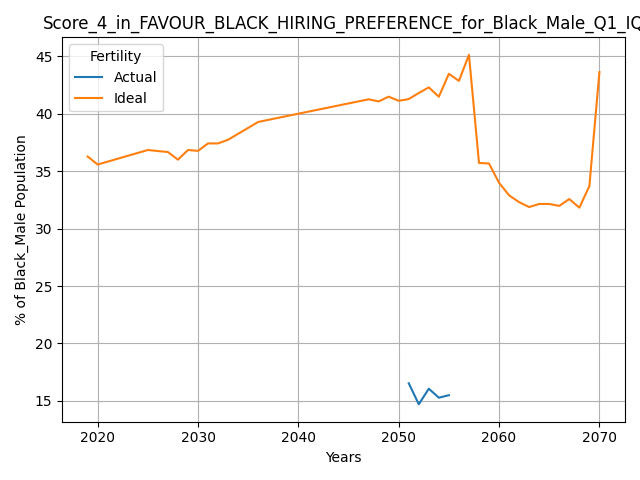 Score_4_in_FAVOUR_BLACK_HIRING_PREFERENCE_for_Black_Male_Q1_IQ
Fertility
Actual
Ideal
% of Black_Male Population
45
40
35
30
25
20
15
2020 2030 2040 2050 2060 2070
Years